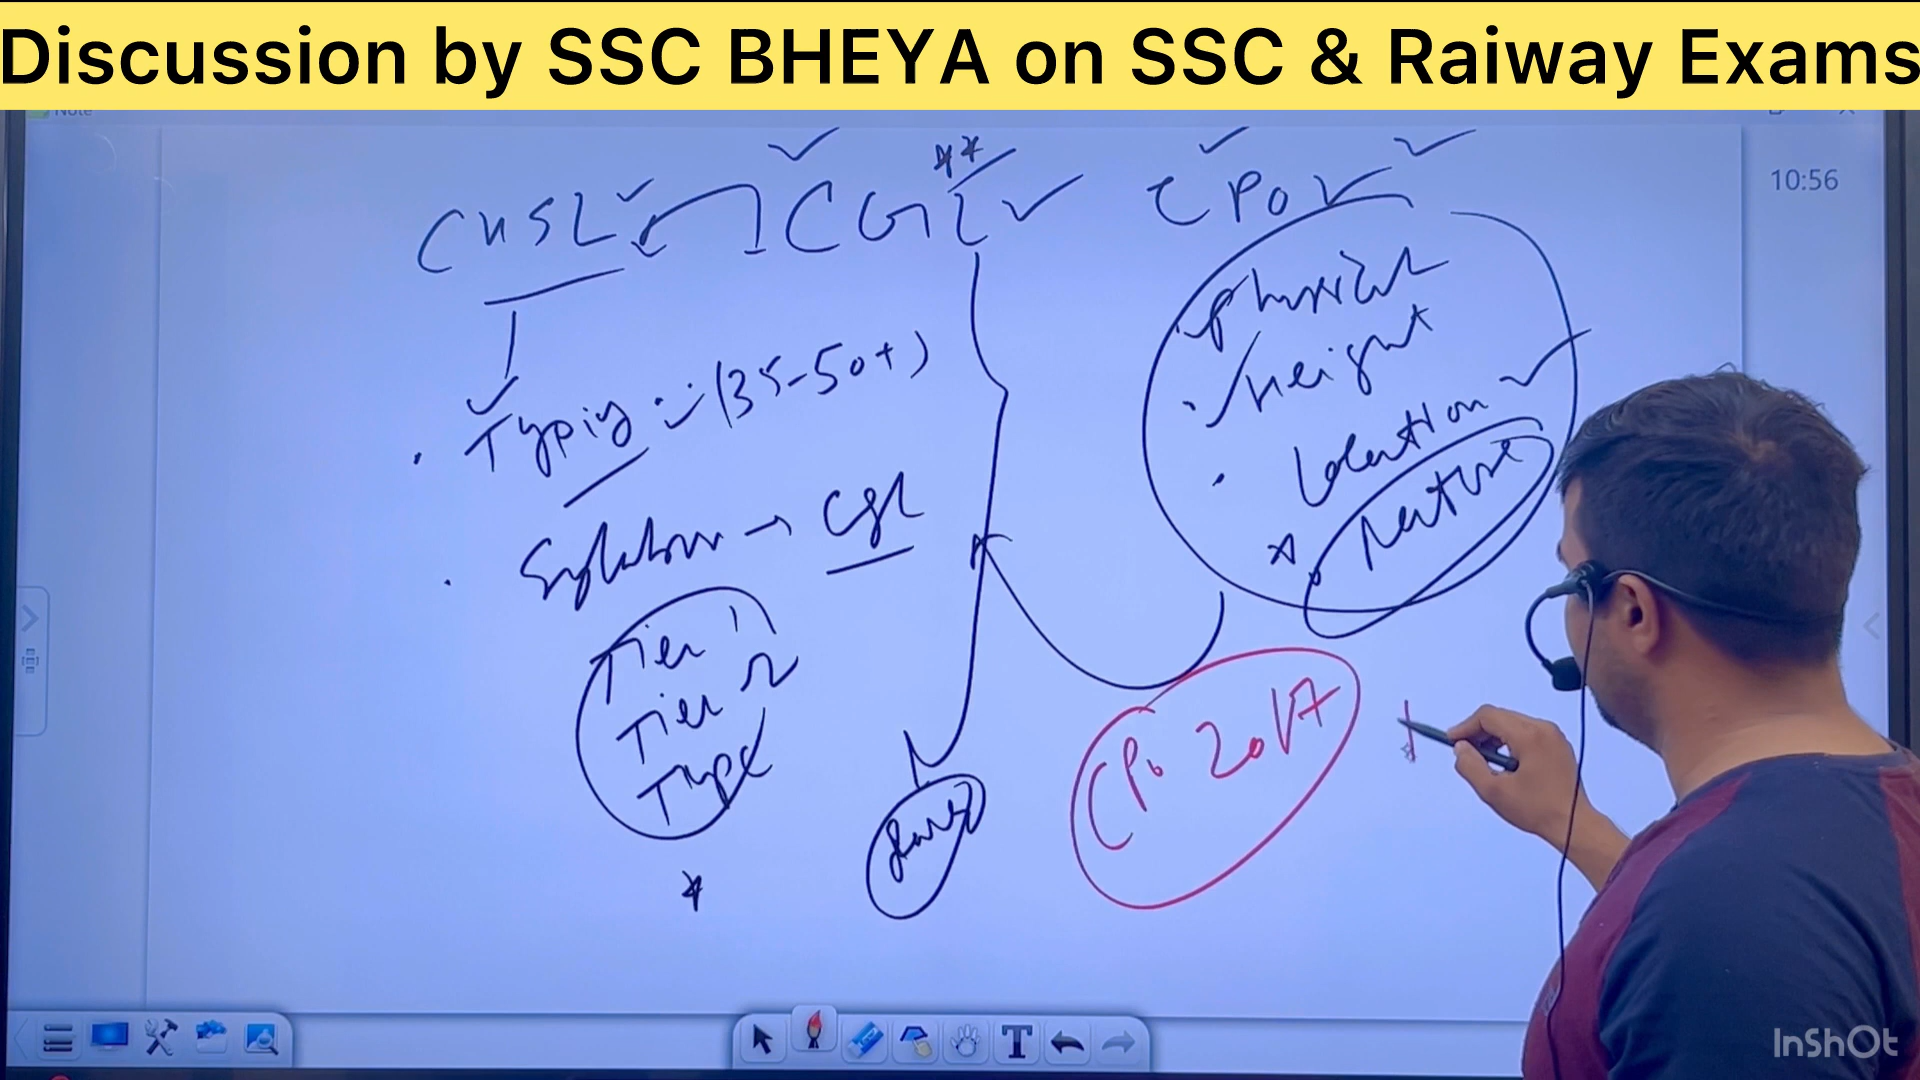 Discussion by SSC BHEYA on SSC & Raiway Exams
Note
10:56
CHSL CGL CPO
Physical
Height
Location
Nature
Typing :- (35-50+)
Syllabus → CGL
Tier 1
Tier 2
Type
CPO 2017
T
InShOt